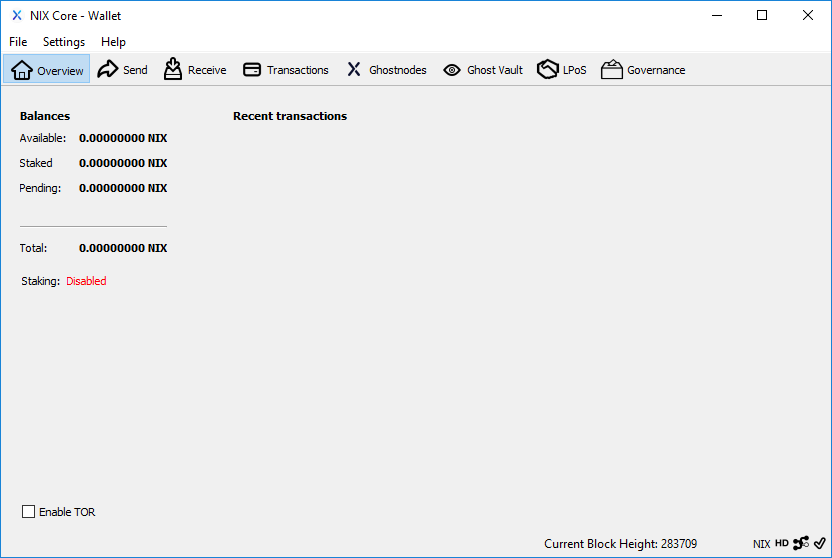 NIX Core - Wallet
File Settings Help
Overview Send Receive Transactions Ghostnodes Ghost Vault LPoS Governance
Balances Recent transactions
Available: 0.00000000 NIX
Staked 0.00000000 NIX
Pending: 0.00000000 NIX
Total: 0.00000000 NIX
Staking: Disabled
Enable TOR
Current Block Height: 283709 NIX HD